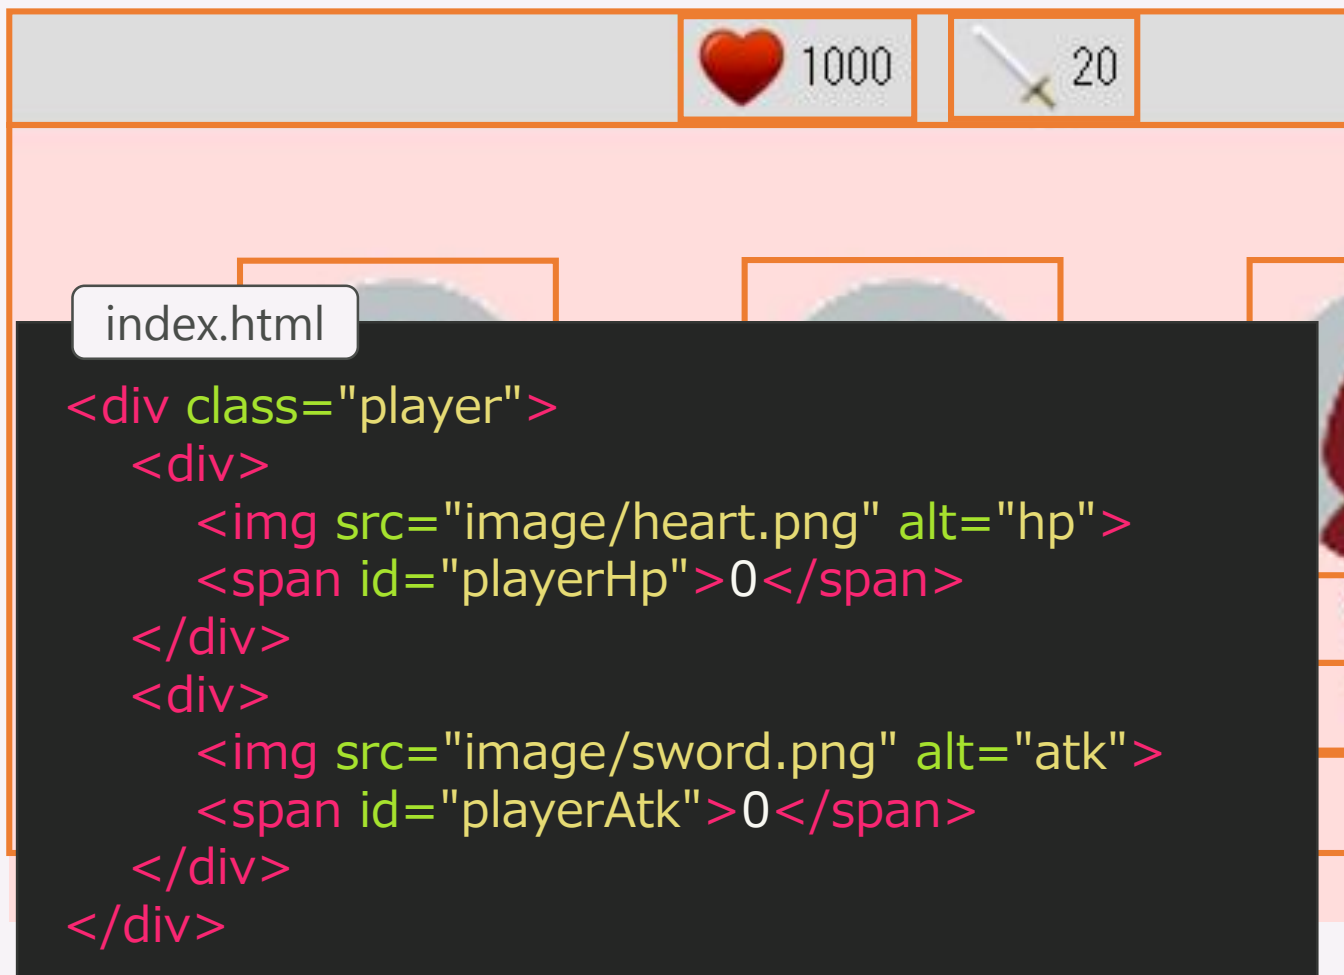 1000 20
index.html
<div class="player">
<div>
<img src="image/heart.png" alt="hp">
<span id="playerHp">0</span>
</div>
<div>
<img src="image/sword.png" alt="atk">
<span id="playerAtk">0</span>
</div>
</div>